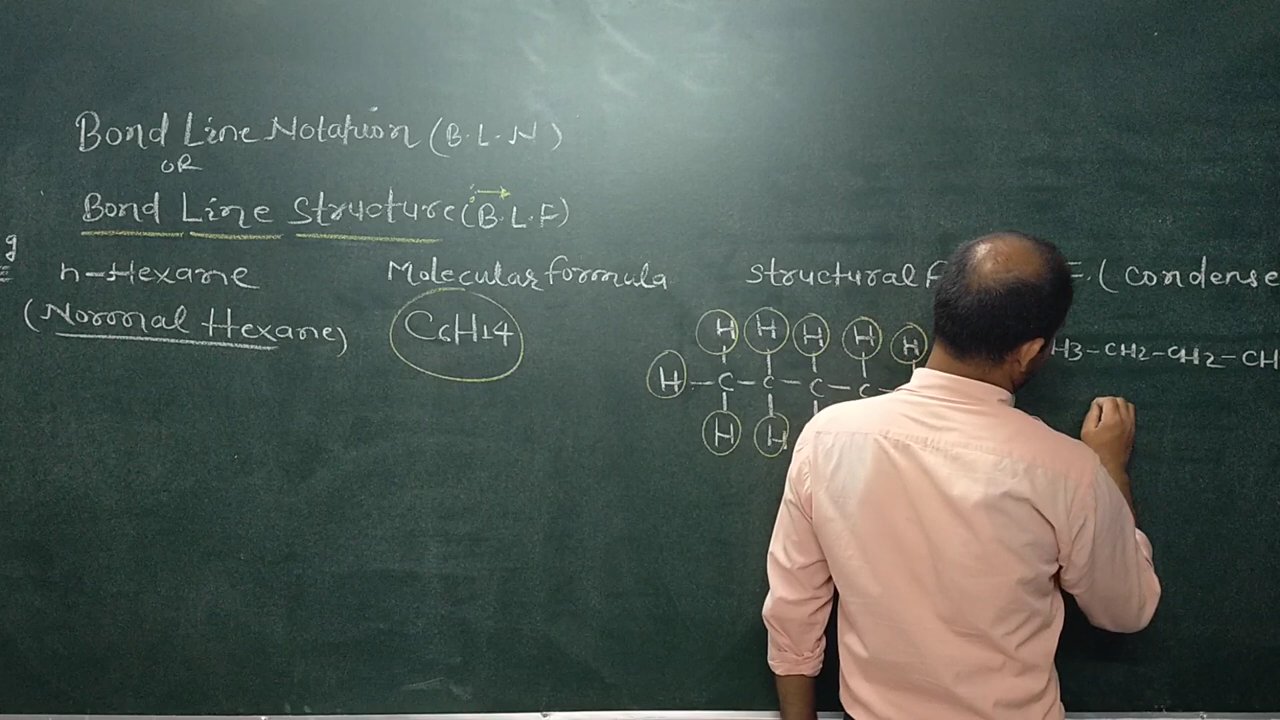 Bond Line Notation (B.L.N)
OR
Bond Line Structure (B.L.F)
g
n-Hexane
(Normal Hexane)
Molecular formula
C6H14
Structural F
F. (Condense
H H H H H
H-C-C-C-C-
H H
H3-CH2-CH2-CH